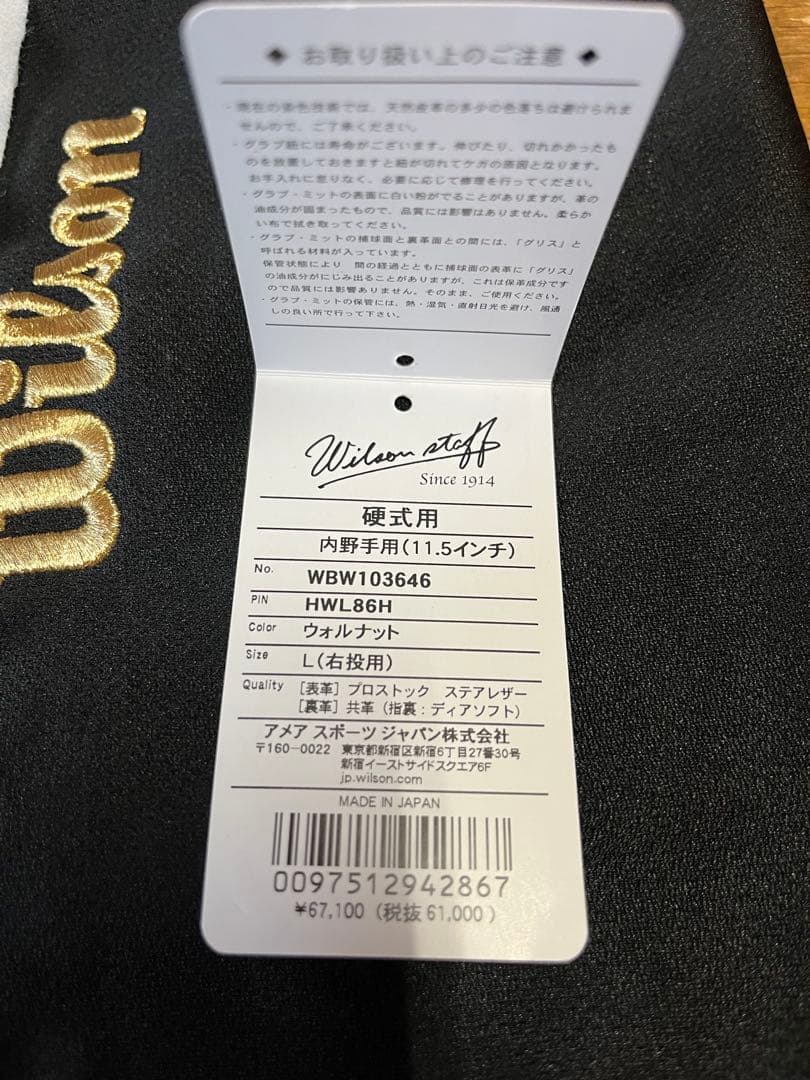 Wilson
◆ お取り扱い上のご注意 ◆
・現在の染色技術では、天然皮革の多少の色落ちは避けられま
せんので、ご了承ください。
・グラブ紐には寿命がございます。伸びたり、切れかかったも
のを放置しておきますと紐が切れてケガの原因となります。
お手入れに怠りなく、必要に応じて修理を行ってください。
・グラブ・ミットの表面に白い粉がでることがありますが、革の
油成分が固まったもので、品質には影響はありません。柔らか
い布で拭き取ってください。
・グラブ・ミットの捕球面と裏革面との間には、「グリス」と
呼ばれる材料が入っています。
保管状態により 間の経過とともに捕球面の表革に「グリス」
の油成分がにじみ出ることがありますが、これは保革成分です
ので品質には影響ありません。そのまま、ご使用ください。
・グラブ・ミットの保管には、熱・湿気・直射日光を避け、風通
しの良い所で行って下さい。
Wilson staff
Since 1914
硬式用
内野手用(11.5インチ)
No. WBW103646
PIN HWL86H
Color ウォルナット
Size L(右投用)
Quality [表革] プロストック ステアレザー
[裏革] 共革(指裏:ディアソフト)
アメア スポーツ ジャパン株式会社
〒160-0022 東京都新宿区新宿6丁目27番30号
新宿イーストサイドスクエア6F
jp.wilson.com
MADE IN JAPAN
0097512942867
¥67,100(税抜 61,000)